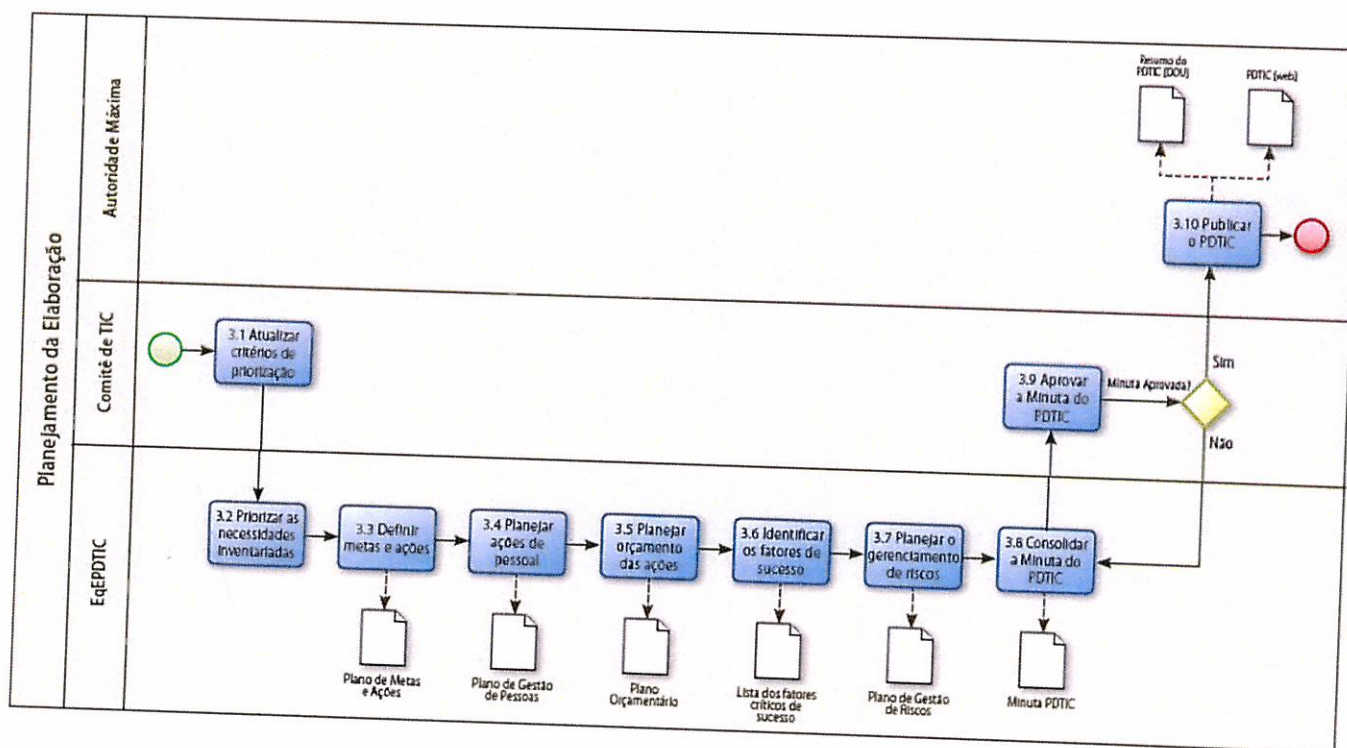 Planejamento da Elaboração
Autoridade Máxima
Resumo do
PDTIC (DOU)
PDTIC (web)
3.10 Publicar
o PDTIC
Comitê de TIC
3.1 Atualizar
critérios de
priorização
3.9 Aprovar
a Minuta do
PDTIC
Minuta Aprovada?
Sim
Não
EqEPDTIC
3.2 Priorizar as
necessidades
inventariadas
3.3 Definir
metas e ações
3.4 Planejar
ações de
pessoal
3.5 Planejar
orçamento
das ações
3.6 Identificar
os fatores de
sucesso
3.7 Planejar o
gerenciamento
de riscos
3.8 Consolidar
a Minuta do
PDTIC
Plano de Metas
e Ações
Plano de Gestão
de Pessoas
Plano
Orçamentário
Lista dos fatores
críticos de
sucesso
Plano de Gestão
de Riscos
Minuta PDTIC